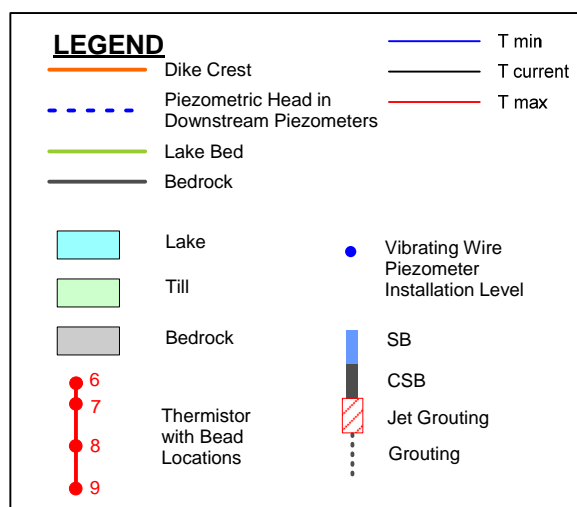 LEGEND
Dike Crest
Piezometric Head in
Downstream Piezometers
Lake Bed
Bedrock
T min
T current
T max
Lake
Till
Bedrock
6
7
8
9
Thermistor
with Bead
Locations
Vibrating Wire
Piezometer
Installation Level
SB
CSB
Jet Grouting
Grouting